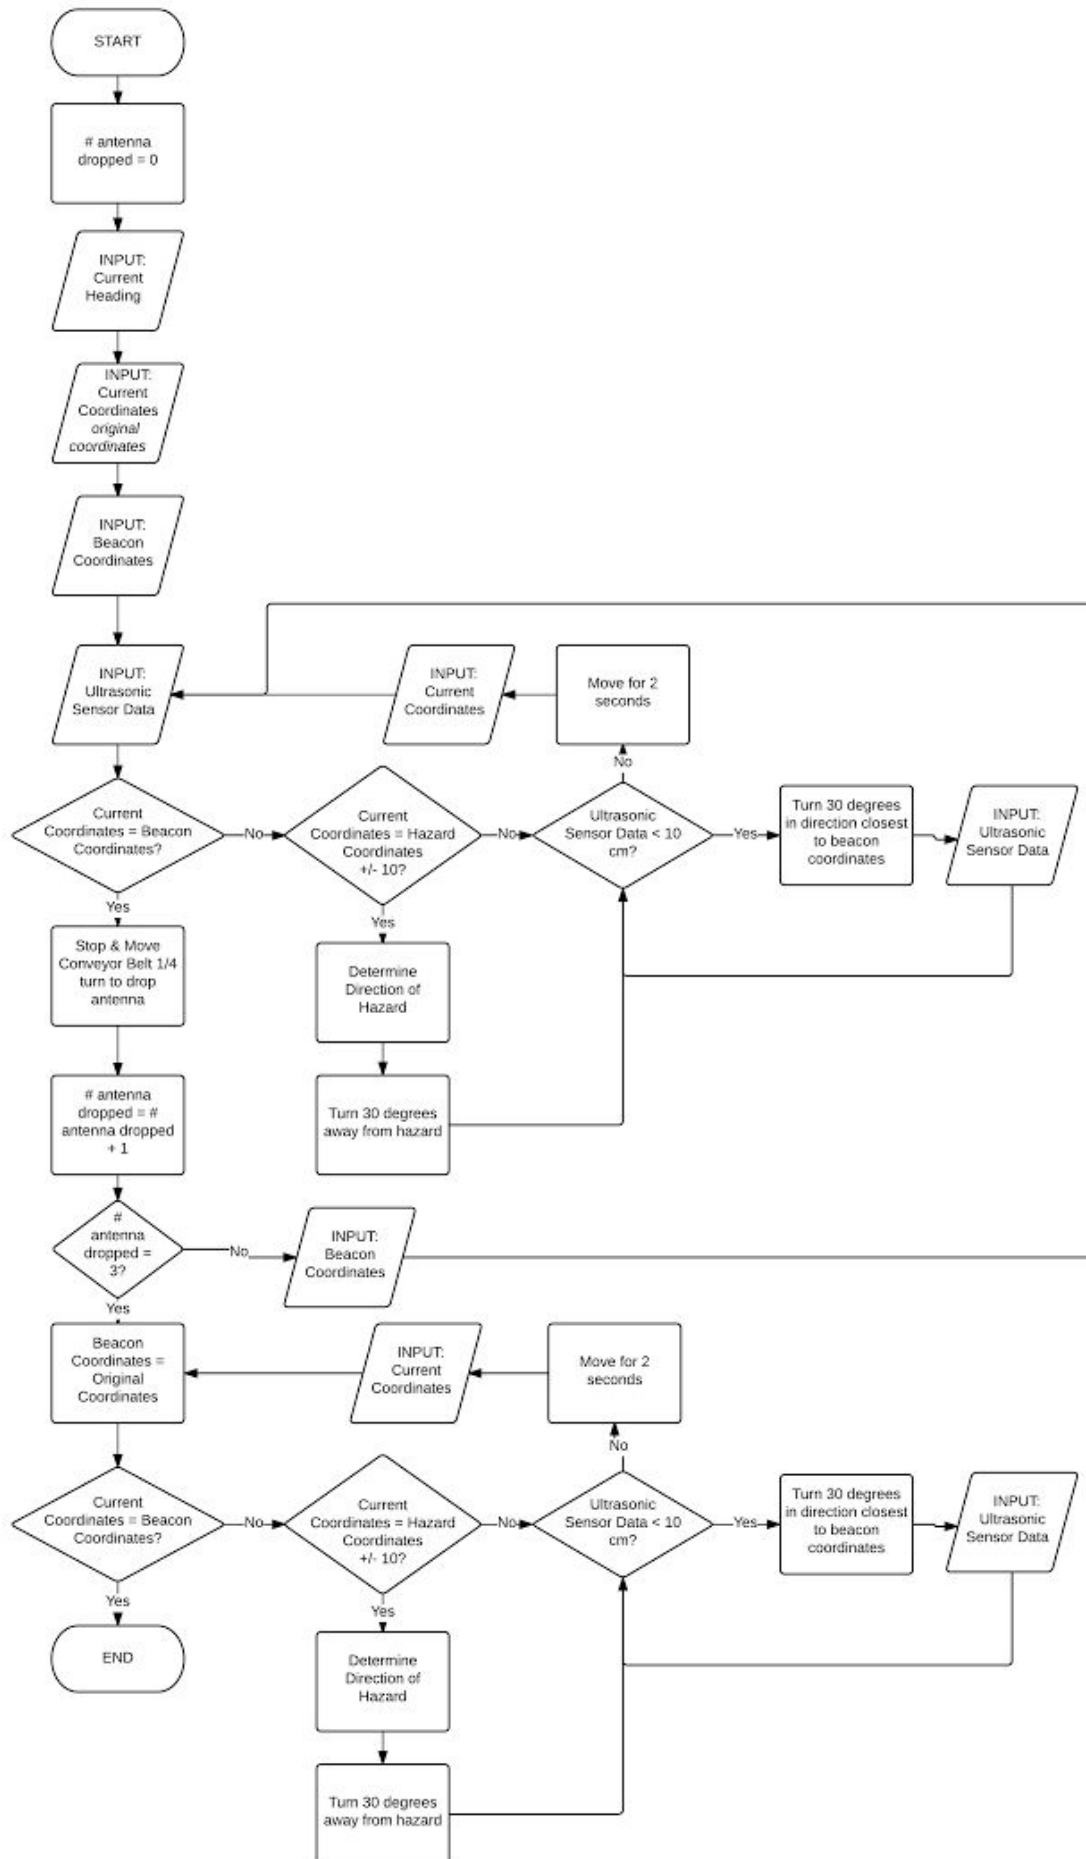 START
# antenna
dropped = 0
INPUT:
Current
Heading
INPUT:
Current
Coordinates
original
coordinates
INPUT:
Beacon
Coordinates
INPUT:
Ultrasonic
Sensor Data
INPUT:
Current
Coordinates
Move for 2
seconds
No
Current
Coordinates = Beacon
Coordinates?
No
Current
Coordinates = Hazard
Coordinates
+/- 10?
No
Ultrasonic
Sensor Data < 10
cm?
Yes
Turn 30 degrees
in direction closest
to beacon
coordinates
INPUT:
Ultrasonic
Sensor Data
Yes
Stop & Move
Conveyor Belt 1/4
turn to drop
antenna
Yes
Determine
Direction of
Hazard
# antenna
dropped = #
antenna dropped
+ 1
Turn 30 degrees
away from hazard
#
antenna
dropped =
3?
No
INPUT:
Beacon
Coordinates
Yes
Beacon
Coordinates =
Original
Coordinates
INPUT:
Current
Coordinates
Move for 2
seconds
No
Current
Coordinates = Beacon
Coordinates?
No
Current
Coordinates = Hazard
Coordinates
+/- 10?
No
Ultrasonic
Sensor Data < 10
cm?
Yes
Turn 30 degrees
in direction closest
to beacon
coordinates
INPUT:
Ultrasonic
Sensor Data
Yes
END
Yes
Determine
Direction of
Hazard
Turn 30 degrees
away from hazard